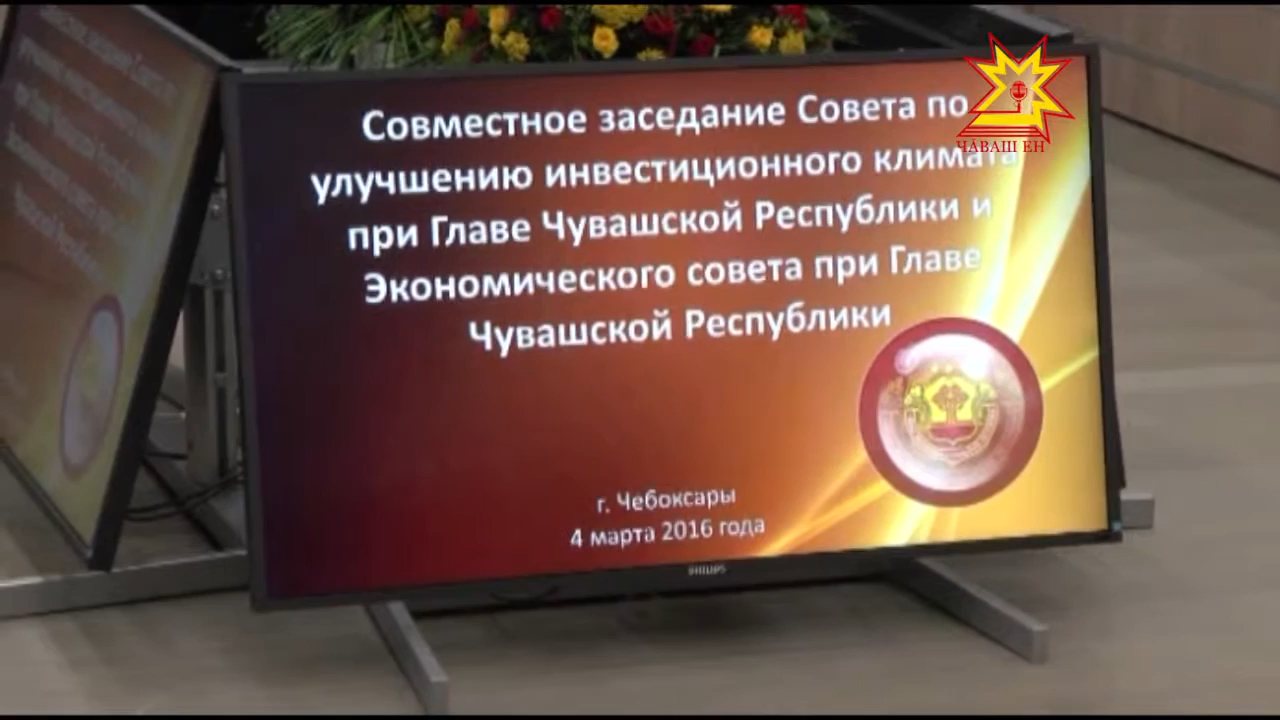 Совместное заседание Совета по
улучшению инвестиционного климата
при Главе Чувашской Республики и
Экономического совета при Главе
Чувашской Республики
г. Чебоксары
4 марта 2016 года
PHILIPS
ЧӐВАШ ЕН